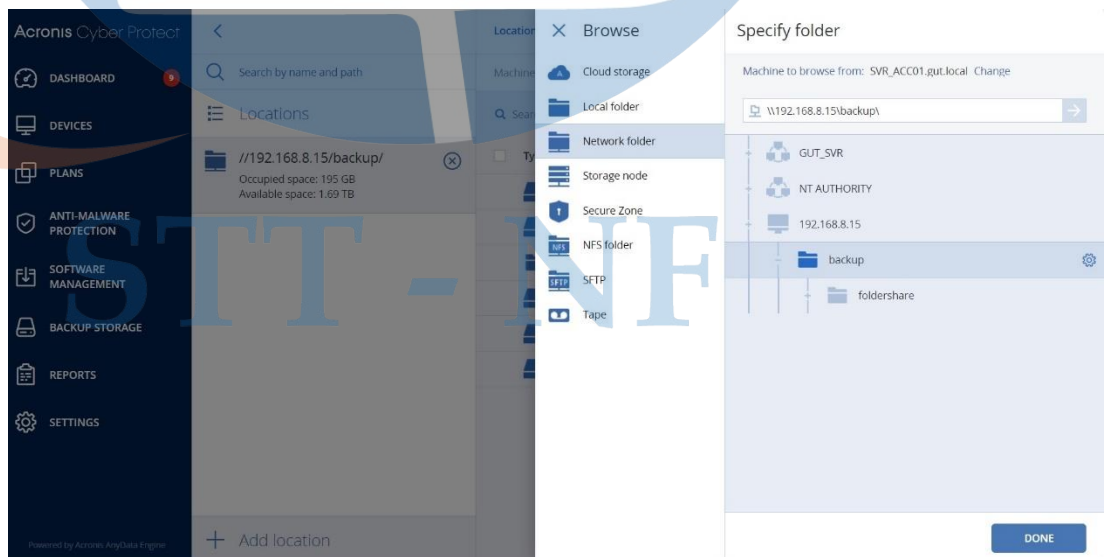 Acronis Cyber Protect
DASHBOARD
9
DEVICES
PLANS
ANTI-MALWARE
PROTECTION
SOFTWARE
MANAGEMENT
BACKUP STORAGE
REPORTS
SETTINGS
Powered by Acronis AnyData Engine
Search by name and path
Locations
//192.168.8.15/backup/
Occupied space: 195 GB
Available space: 1.69 TB
Add location
Location
Machine
Sear
Ty
Browse
Cloud storage
Local folder
Network folder
Storage node
Secure Zone
NFS
NFS folder
SFTP
SFTP
Tape
Specify folder
Machine to browse from: SVR_ACC01.gut.local Change
\\192.168.8.15\backup\
GUT_SVR
NT AUTHORITY
192.168.8.15
backup
foldershare
DONE
STT - NF